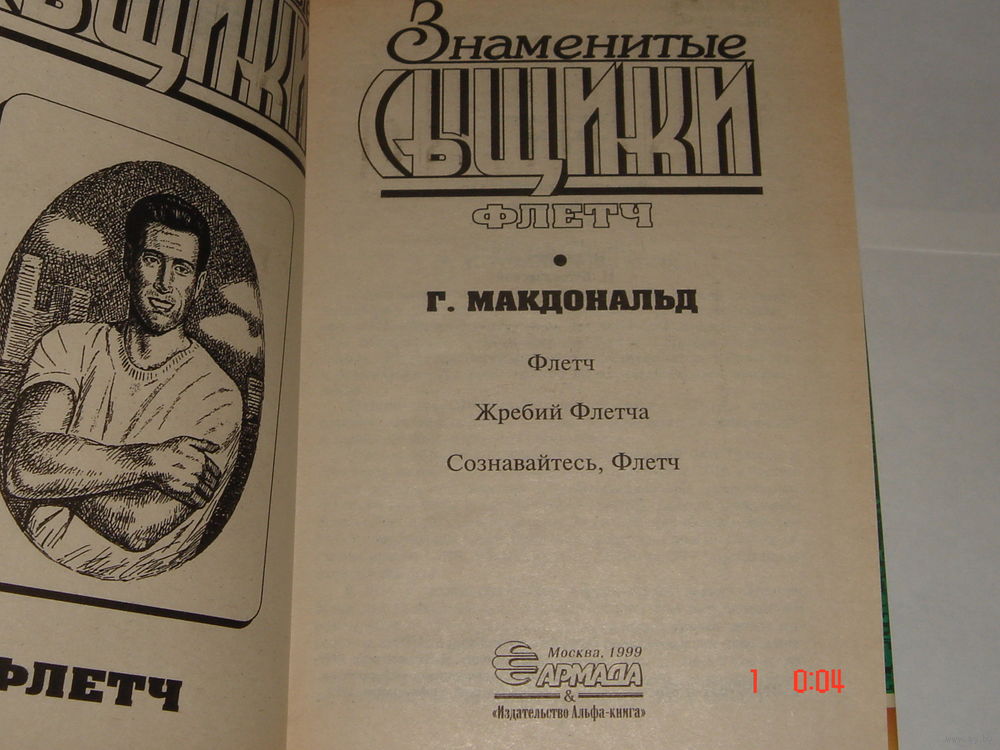 ЫЩИКИ
ФЛЕТЧ
Знаменитые
СЫЩИКИ
ФЛЕТЧ
Г. МАКДОНАЛЬД
Флетч
Жребий Флетча
Сознавайтесь, Флетч
Москва, 1999
АРМАДА
&
«Издательство Альфа-книга»
1 0:04